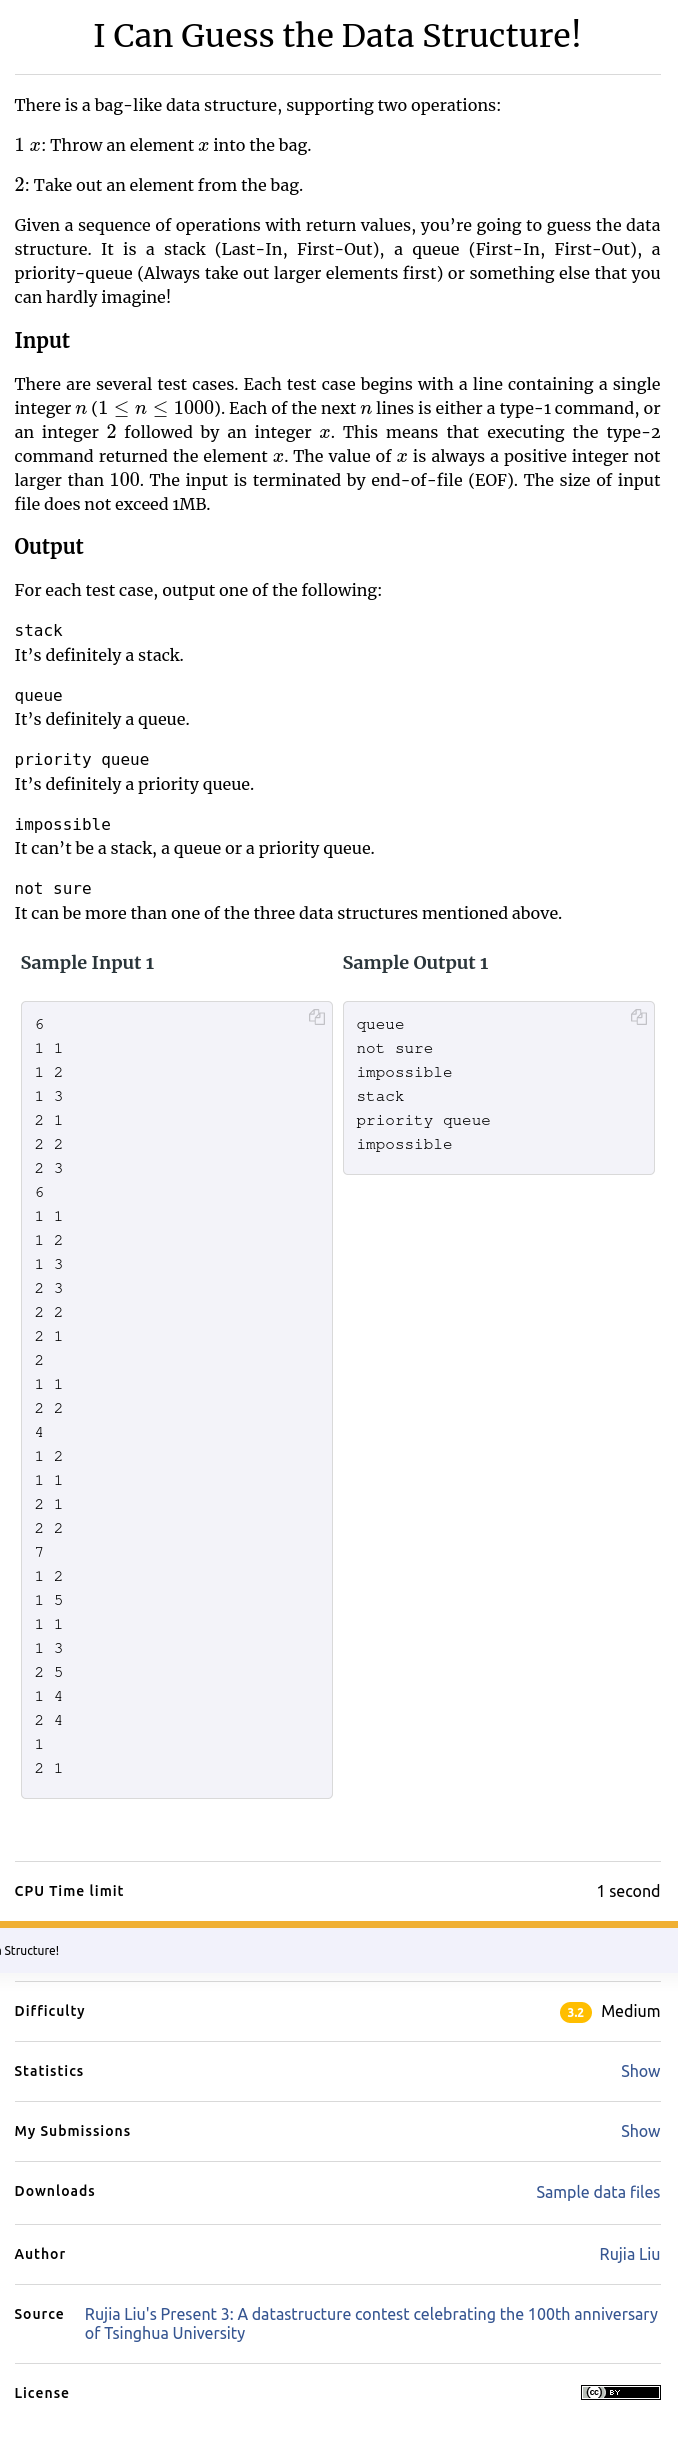 I Can Guess the Data Structure!
There is a bag-like data structure, supporting two operations:
1 x: Throw an element x into the bag.
2: Take out an element from the bag.
Given a sequence of operations with return values, you’re going to guess the data
structure. It is a stack (Last-In, First-Out), a queue (First-In, First-Out), a
priority-queue (Always take out larger elements first) or something else that you
can hardly imagine!
Input
There are several test cases. Each test case begins with a line containing a single
integer n (1 ≤ n ≤ 1000). Each of the next n lines is either a type-1 command, or
an integer 2 followed by an integer x. This means that executing the type-2
command returned the element x. The value of x is always a positive integer not
larger than 100. The input is terminated by end-of-file (EOF). The size of input
file does not exceed 1MB.
Output
For each test case, output one of the following:
stack
It’s definitely a stack.
queue
It’s definitely a queue.
priority queue
It’s definitely a priority queue.
impossible
It can’t be a stack, a queue or a priority queue.
not sure
It can be more than one of the three data structures mentioned above.
Sample Input 1
6
1 1
1 2
1 3
2 1
2 2
2 3
6
1 1
1 2
1 3
2 3
2 2
2 1
2
1 1
2 2
4
1 2
1 1
2 1
2 2
7
1 2
1 5
1 1
1 3
2 5
1 4
2 4
1
2 1
Sample Output 1
queue
not sure
impossible
stack
priority queue
impossible
CPU Time limit 1 second
Structure!
Difficulty 3.2 Medium
Statistics Show
My Submissions Show
Downloads Sample data files
Author Rujia Liu
Source Rujia Liu's Present 3: A datastructure contest celebrating the 100th anniversary
of Tsinghua University
License (cc) BY